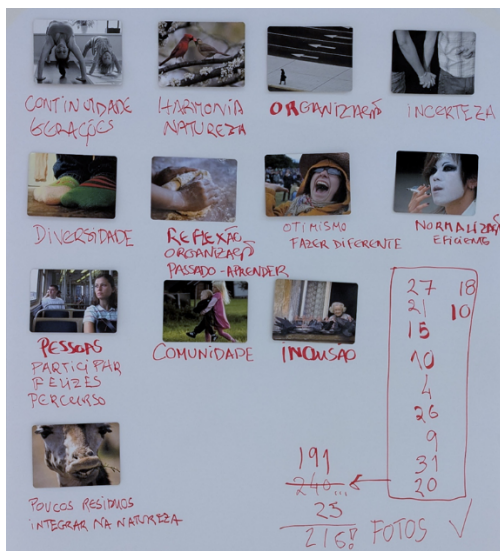 CONTINUIDADE
GERAÇÕES
HARMONIA
NATUREZA
ORGANIZAÇÃO
INCERTEZA
DIVERSIDADE
REFLEXÃO
ORGANIZAÇÃO
PASSADO - APRENDER
OTIMISMO
FAZER DIFERENTE
NORMALIZAÇÃO
EFICIENTE
PESSOAS
PARTICIPAR
FELIZES
PERCURSO
COMUNIDADE
INCLUSÃO
27 18
21 10
15
10
4
26
9
31
20
POUCOS RESÍDUOS
INTEGRAR NA NATUREZA
191
240...
25
216! FOTOS ✓